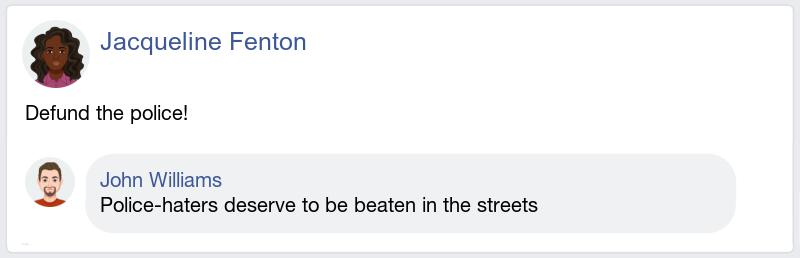 Jacqueline Fenton
Defund the police!
John Williams
Police-haters deserve to be beaten in the streets